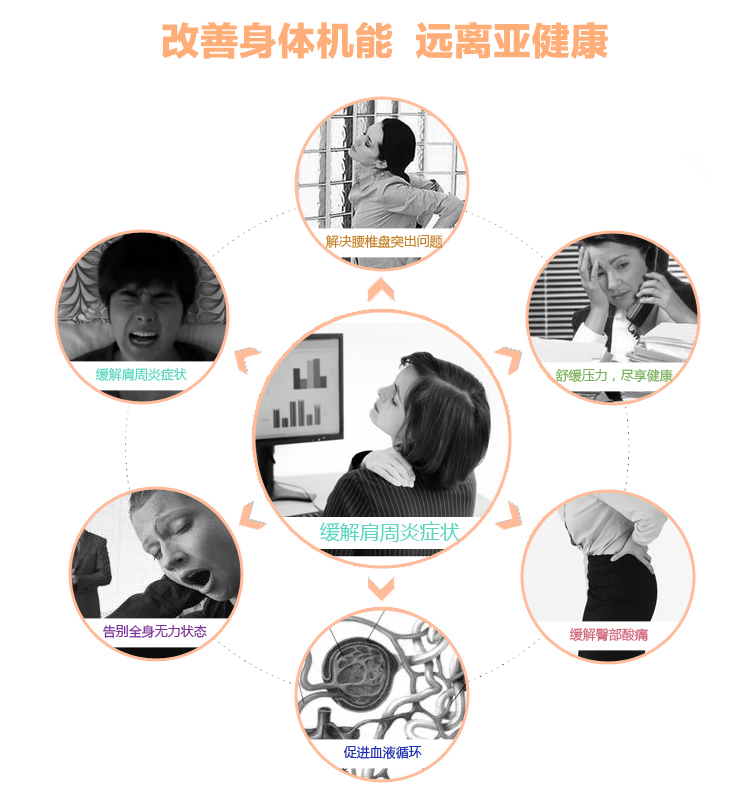 改善身体机能 远离亚健康
解决腰椎盘突出问题
缓解肩周炎症状
舒缓压力，尽享健康
缓解肩周炎症状
告别全身无力状态
缓解臀部酸痛
促进血液循环